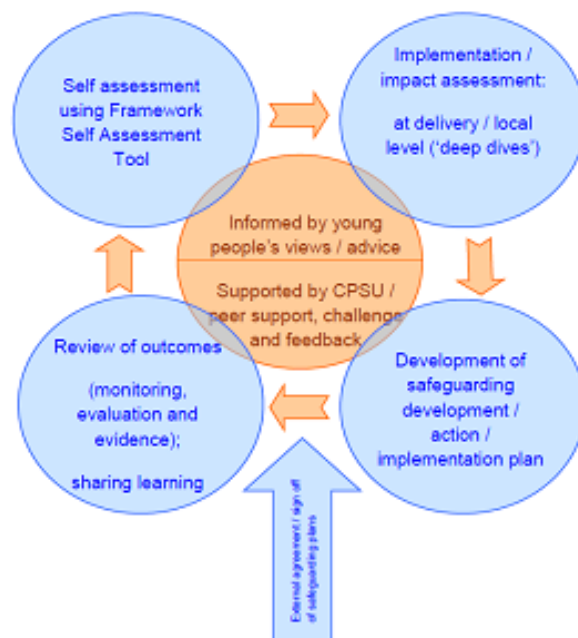 Self assessment
using Framework
Self Assessment
Tool
Implementation /
impact assessment:
at delivery / local
level (‘deep dives’)
Informed by young
people’s views / advice
Supported by CPSU /
peer support, challenge
and feedback
Development of
safeguarding
development /
action /
implementation plan
Review of outcomes
(monitoring,
evaluation and
evidence);
sharing learning
External agreement / sign off
of safeguarding plans